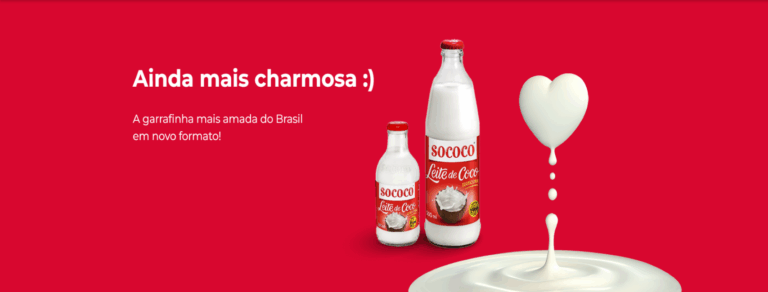 Ainda mais charmosa :)
A garrafinha mais amada do Brasil
em novo formato!
SOCOCO
Leite de Coco
SOCOCO
Leite de Coco